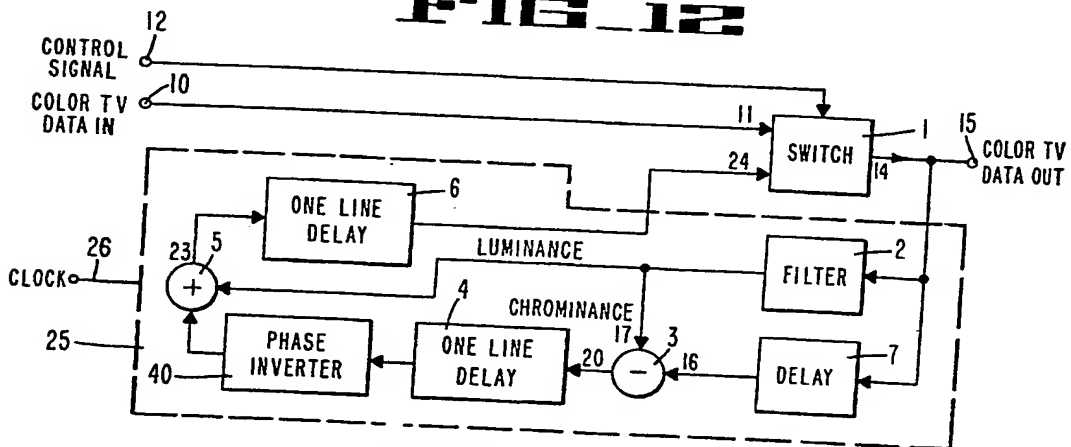 FIG_12
12
CONTROL
SIGNAL
10
COLOR TV
DATA IN
11
1
SWITCH
14
15
COLOR TV
DATA OUT
24
6
ONE LINE
DELAY
LUMINANCE
23
5
+
2
FILTER
26
CLOCK
CHROMINANCE
17
4
ONE LINE
DELAY
20
3
−
16
7
DELAY
25
PHASE
INVERTER
40